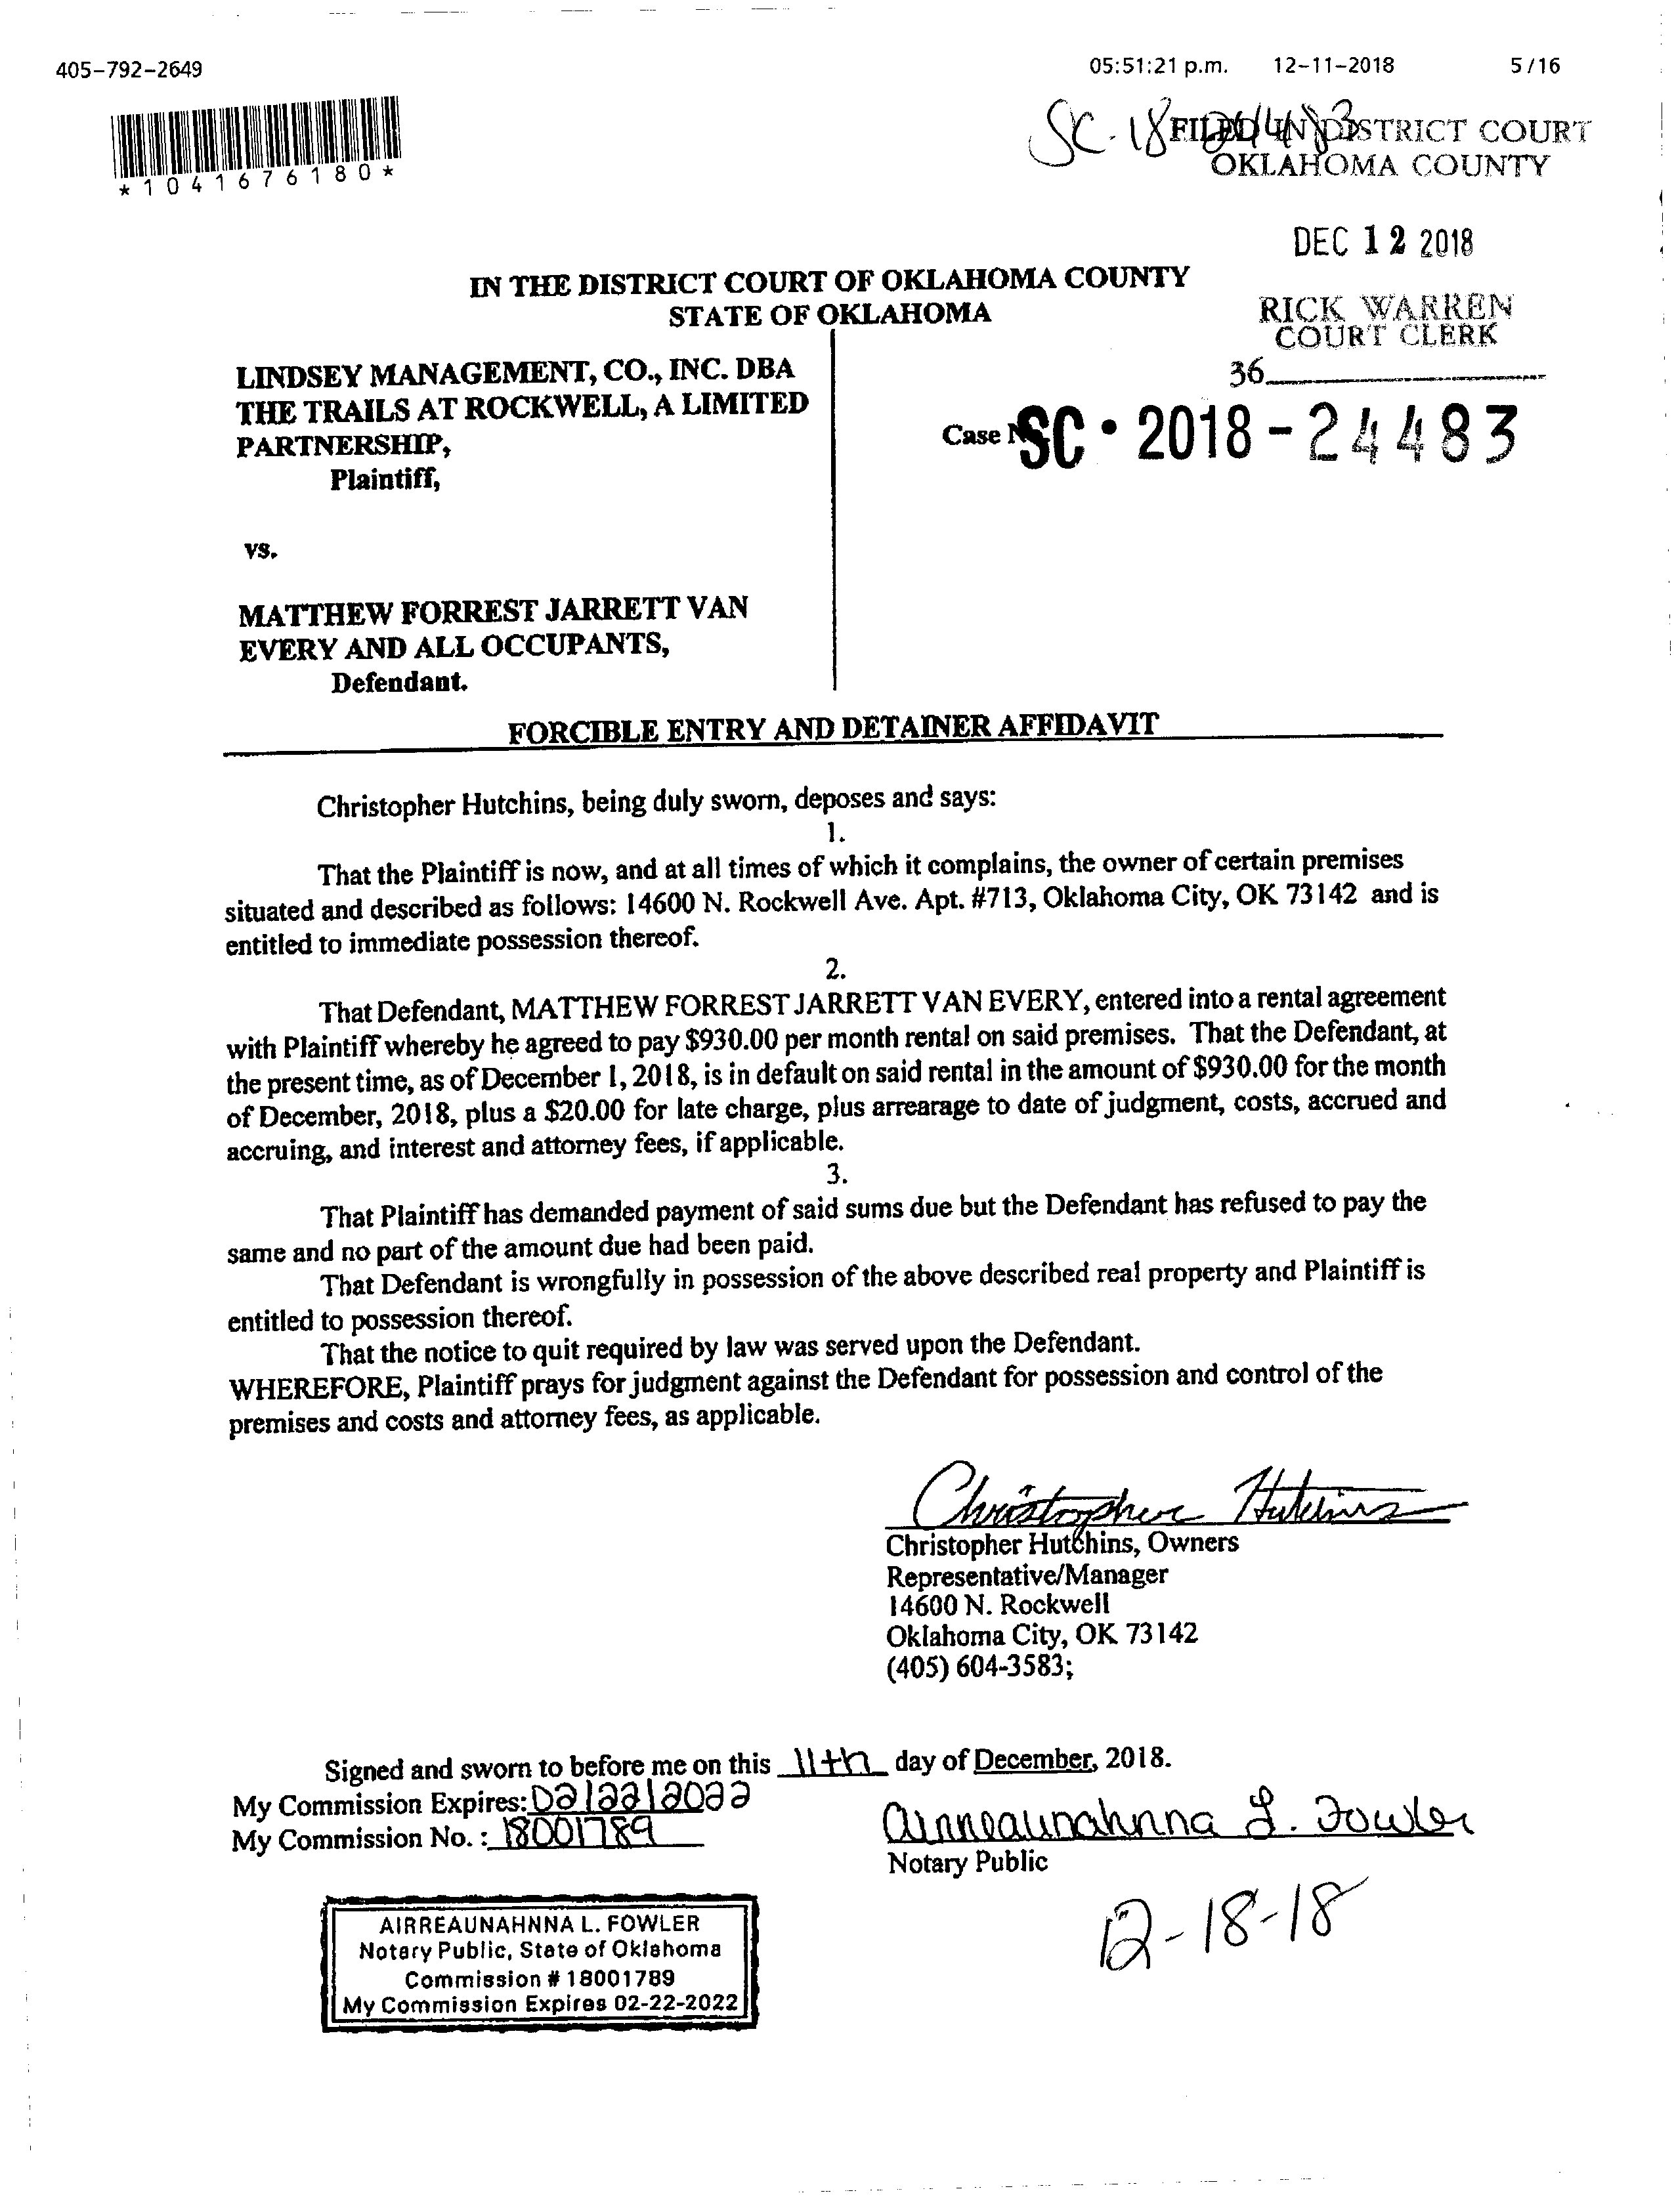 405-792-2649
05:51:21 p.m. 12-11-2018 5/16
*1041676180*
SC-18-24483
FILED IN DISTRICT COURT
OKLAHOMA COUNTY
DEC 12 2018
IN THE DISTRICT COURT OF OKLAHOMA COUNTY
STATE OF OKLAHOMA
RICK WARREN
COURT CLERK
36
LINDSEY MANAGEMENT, CO., INC. DBA
THE TRAILS AT ROCKWELL, A LIMITED
PARTNERSHIP,
Plaintiff,
Case SC • 2018 - 24483
vs.
MATTHEW FORREST JARRETT VAN
EVERY AND ALL OCCUPANTS,
Defendant.
FORCIBLE ENTRY AND DETAINER AFFIDAVIT
Christopher Hutchins, being duly sworn, deposes and says:
1.
That the Plaintiff is now, and at all times of which it complains, the owner of certain premises
situated and described as follows: 14600 N. Rockwell Ave. Apt. #713, Oklahoma City, OK 73142 and is
entitled to immediate possession thereof.
2.
That Defendant, MATTHEW FORREST JARRETT VAN EVERY, entered into a rental agreement
with Plaintiff whereby he agreed to pay $930.00 per month rental on said premises. That the Defendant, at
the present time, as of December 1, 2018, is in default on said rental in the amount of $930.00 for the month
of December, 2018, plus a $20.00 for late charge, plus arrearage to date of judgment, costs, accrued and
accruing, and interest and attorney fees, if applicable.
3.
That Plaintiff has demanded payment of said sums due but the Defendant has refused to pay the
same and no part of the amount due had been paid.
That Defendant is wrongfully in possession of the above described real property and Plaintiff is
entitled to possession thereof.
That the notice to quit required by law was served upon the Defendant.
WHEREFORE, Plaintiff prays for judgment against the Defendant for possession and control of the
premises and costs and attorney fees, as applicable.
Christopher Hutchins
Christopher Hutchins, Owners
Representative/Manager
14600 N. Rockwell
Oklahoma City, OK 73142
(405) 604-3583;
Signed and sworn to before me on this 11th day of December, 2018.
My Commission Expires: 02/22/2022
My Commission No. : 18001789
Airreaunahnna L. Fowler
Notary Public
12-18-18
AIRREAUNAHNNA L. FOWLER
Notary Public, State of Oklahoma
Commission # 18001789
My Commission Expires 02-22-2022